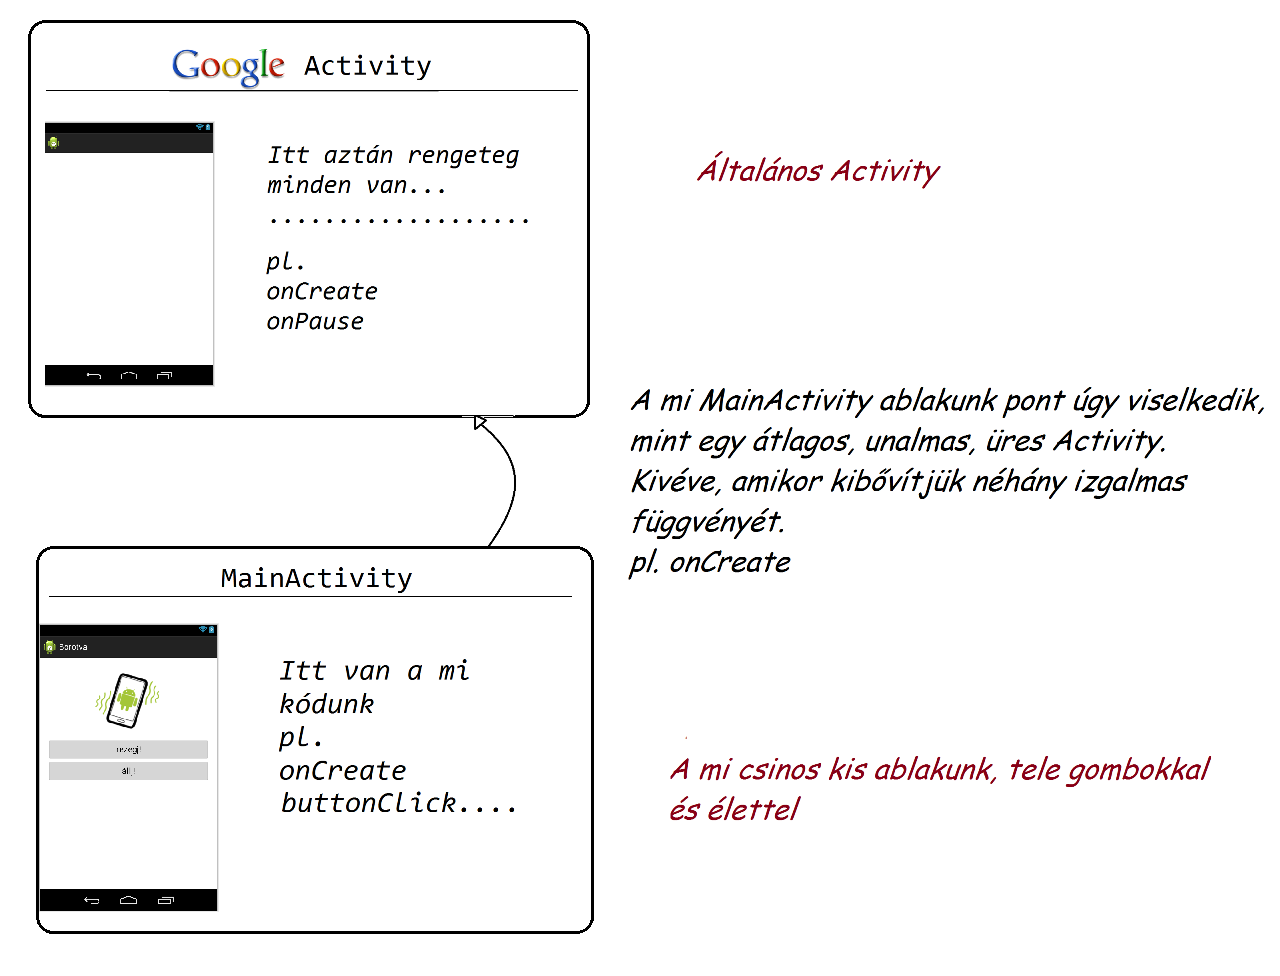 Google Activity
Itt aztán rengeteg
minden van...
...................
pl.
onCreate
onPause
Általános Activity
A mi MainActivity ablakunk pont úgy viselkedik,
mint egy átlagos, unalmas, üres Activity.
Kivéve, amikor kibővítjük néhány izgalmas
függvényét.
pl. onCreate
MainActivity
Borotva
állj!
Itt van a mi
kódunk
pl.
onCreate
buttonClick....
A mi csinos kis ablakunk, tele gombokkal
és élettel